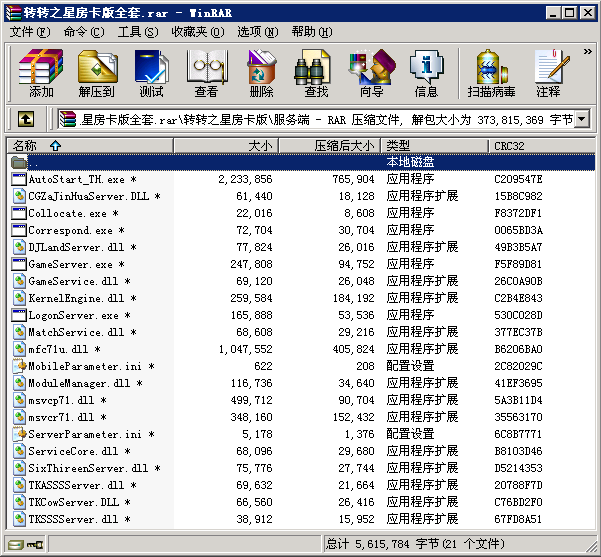 转转之星房卡版全套.rar - WinRAR
文件(F) 命令(C) 工具(S) 收藏夹(O) 选项(N) 帮助(H)
添加 解压到 测试 查看 删除 查找 向导 信息 扫描病毒 注释 »
星房卡版全套.rar\转转之星房卡版\服务端 - RAR 压缩文件, 解包大小为 373,815,369 字节
名称 大小 压缩后大小 类型 CRC32
.. 本地磁盘
AutoStart_TH.exe * 2,233,856 765,904 应用程序 C209547E
CGZaJinHuaServer.DLL * 61,440 18,128 应用程序扩展 15B8C982
Collocate.exe * 22,016 8,608 应用程序 F8372DF1
Correspond.exe * 72,704 30,704 应用程序 0065BD3A
DJLandServer.dll * 77,824 26,016 应用程序扩展 49B3B5A7
GameServer.exe * 247,808 94,752 应用程序 F5F89D81
GameService.dll * 69,120 26,048 应用程序扩展 26C0A90B
KernelEngine.dll * 259,584 184,192 应用程序扩展 C2B4E843
LogonServer.exe * 165,888 53,536 应用程序 530C028D
MatchService.dll * 68,608 29,216 应用程序扩展 377EC37B
mfc71u.dll * 1,047,552 405,824 应用程序扩展 B6206BA0
MobileParameter.ini * 622 208 配置设置 2C82029C
ModuleManager.dll * 116,736 34,640 应用程序扩展 41EF3695
msvcp71.dll * 499,712 90,704 应用程序扩展 5A3B11D4
msvcr71.dll * 348,160 152,432 应用程序扩展 35563170
ServerParameter.ini * 5,178 1,376 配置设置 6C8B7771
ServiceCore.dll * 68,096 29,680 应用程序扩展 B8103D46
SixThireenServer.dll * 75,776 27,744 应用程序扩展 D5214353
TKASSSServer.dll * 69,632 21,664 应用程序扩展 20788F7D
TKCowServer.DLL * 66,560 26,416 应用程序扩展 C76BD2F0
TKSSSServer.dll * 38,912 15,952 应用程序扩展 67FD8A51
总计 5,615,784 字节(21 个文件)